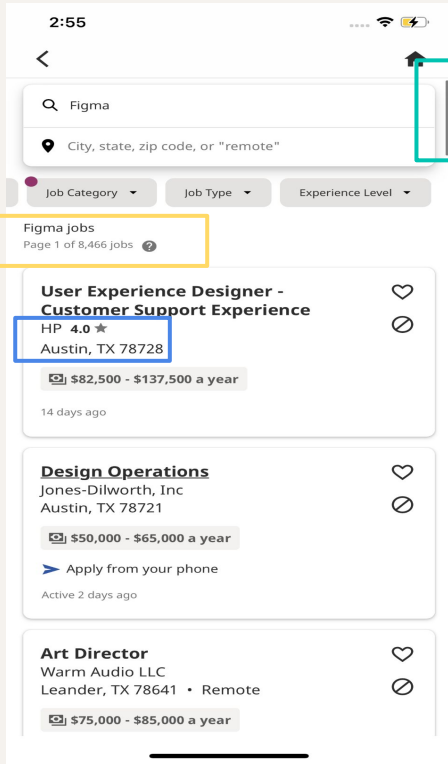 2:55
Figma
City, state, zip code, or "remote"
Job Category Job Type Experience Level
Figma jobs
Page 1 of 8,466 jobs ?
User Experience Designer -
Customer Support Experience
HP 4.0 ★
Austin, TX 78728
$82,500 - $137,500 a year
14 days ago
Design Operations
Jones-Dilworth, Inc
Austin, TX 78721
$50,000 - $65,000 a year
Apply from your phone
Active 2 days ago
Art Director
Warm Audio LLC
Leander, TX 78641 • Remote
$75,000 - $85,000 a year